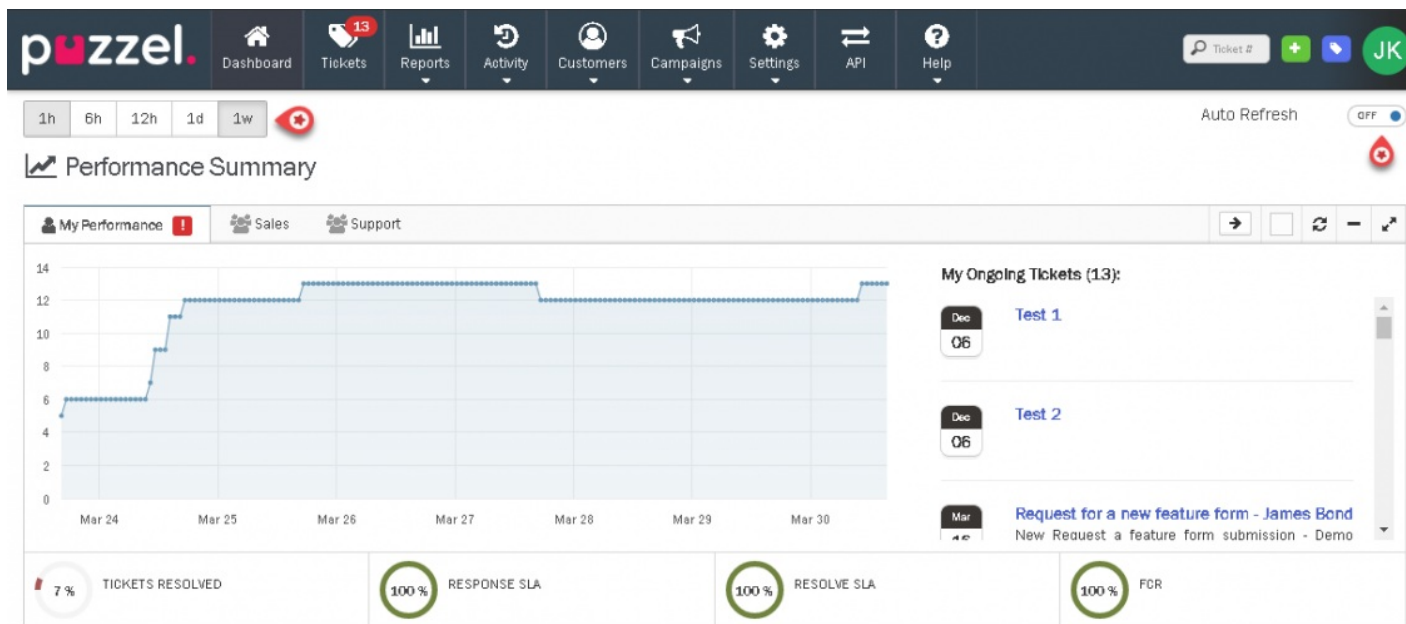 puzzel.
Dashboard
13
Tickets
Reports
Activity
Customers
Campaigns
Settings
API
Help
Ticket #
JK
1h 6h 12h 1d 1w
Auto Refresh
OFF
Performance Summary
My Performance !
Sales
Support
14
12
10
8
6
4
2
0
Mar 24 Mar 25 Mar 26 Mar 27 Mar 28 Mar 29 Mar 30
My Ongoing Tickets (13):
Dec
06
Test 1
Dec
06
Test 2
Mar
Request for a new feature form - James Bond
New Request a feature form submission - Demo
7 % TICKETS RESOLVED
100 % RESPONSE SLA
100 % RESOLVE SLA
100 % FCR